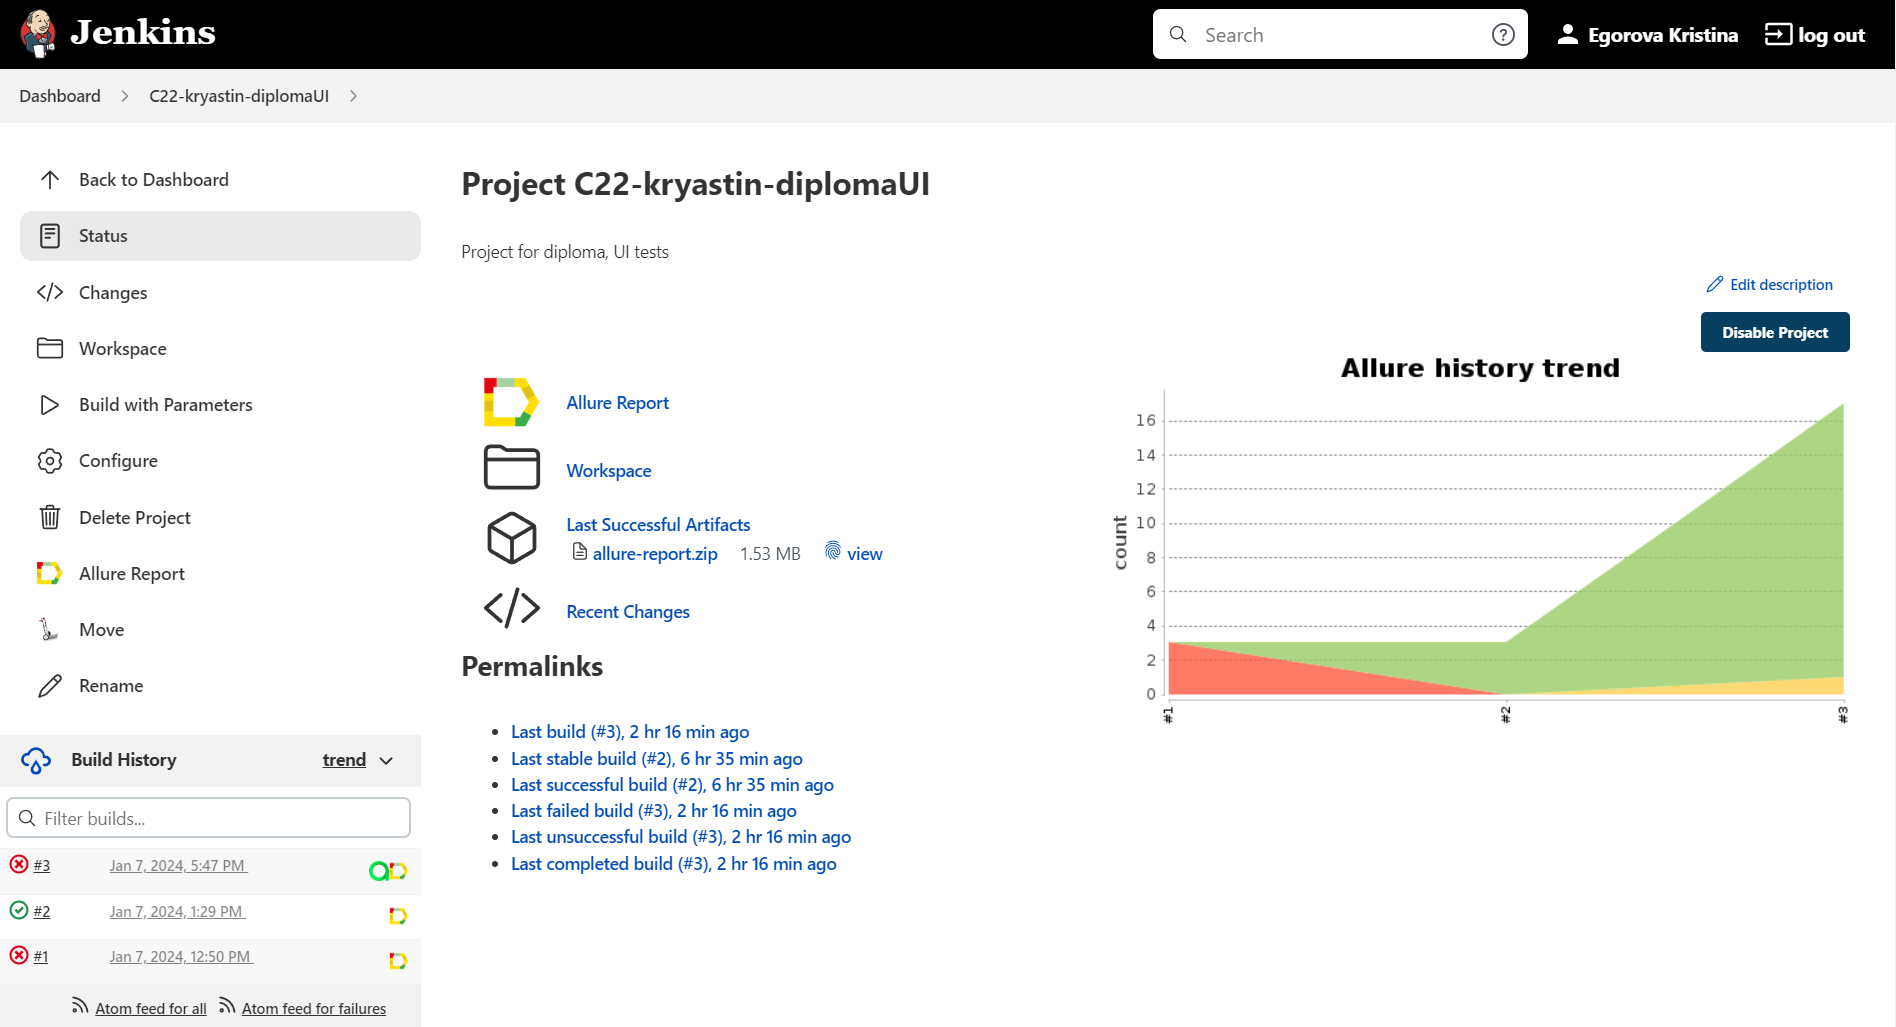 Jenkins
Search
Egorova Kristina
log out
Dashboard
C22-kryastin-diplomaUI
Back to Dashboard
Status
Changes
Workspace
Build with Parameters
Configure
Delete Project
Allure Report
Move
Rename
Build History
trend
Filter builds...
#3 Jan 7, 2024, 5:47 PM
#2 Jan 7, 2024, 1:29 PM
#1 Jan 7, 2024, 12:50 PM
Atom feed for all
Atom feed for failures
Project C22-kryastin-diplomaUI
Project for diploma, UI tests
Edit description
Disable Project
Allure Report
Workspace
Last Successful Artifacts
allure-report.zip 1.53 MB view
Recent Changes
Permalinks
Last build (#3), 2 hr 16 min ago
Last stable build (#2), 6 hr 35 min ago
Last successful build (#2), 6 hr 35 min ago
Last failed build (#3), 2 hr 16 min ago
Last unsuccessful build (#3), 2 hr 16 min ago
Last completed build (#3), 2 hr 16 min ago
Allure history trend
count
16
14
12
10
8
6
4
2
0
#1
#2
#3